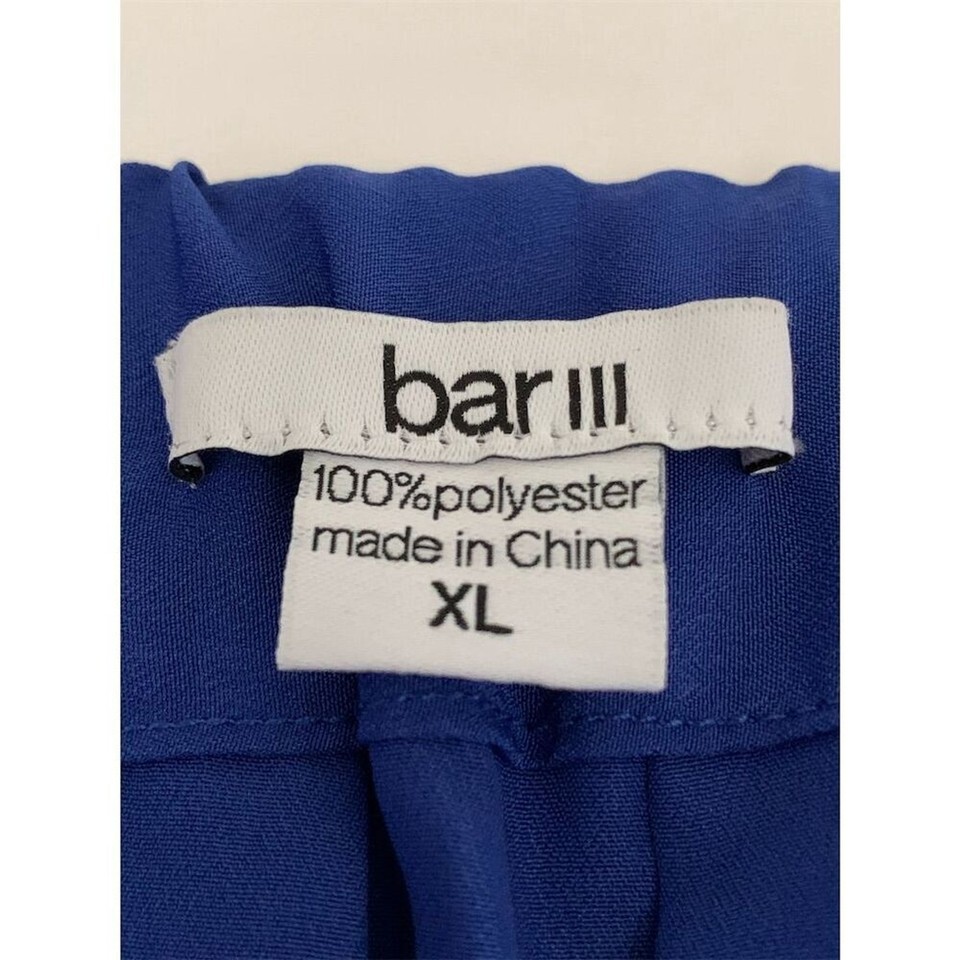 bar III
100%polyester
made in China
XL